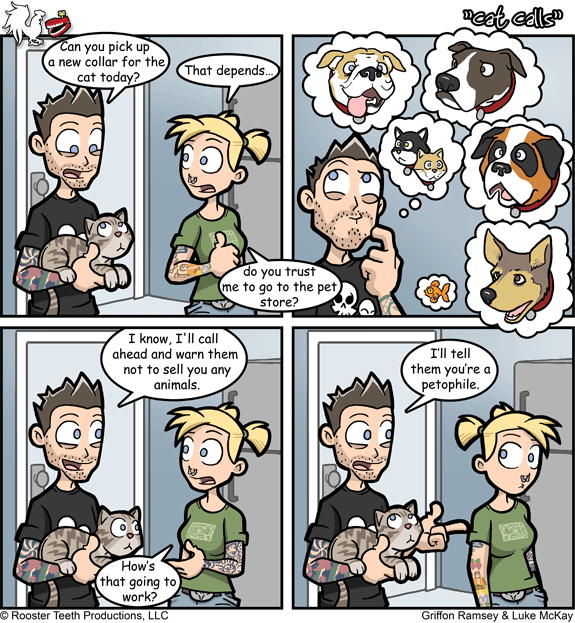 "cat calls"
Can you pick up
a new collar for the
cat today?
That depends...
do you trust
me to go to the pet
store?
I know, I'll call
ahead and warn them
not to sell you any
animals.
How's
that going to
work?
I'll tell
them you're a
petophile.
© Rooster Teeth Productions, LLC
Griffon Ramsey & Luke McKay